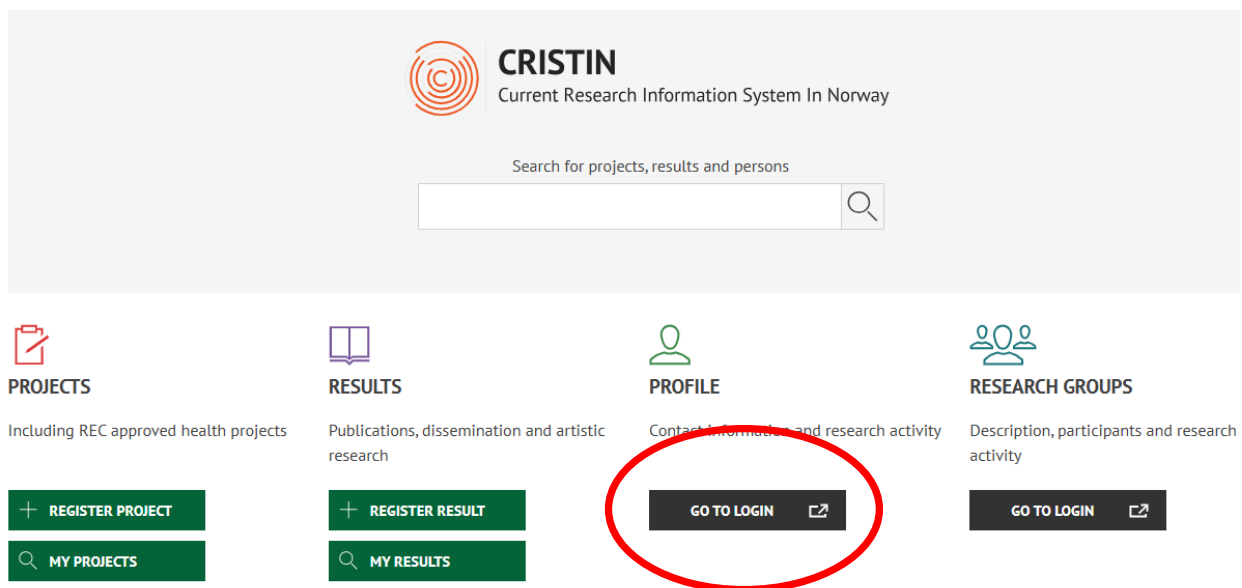 CRISTIN
Current Research Information System In Norway
Search for projects, results and persons
PROJECTS
Including REC approved health projects
REGISTER PROJECT
MY PROJECTS
RESULTS
Publications, dissemination and artistic
research
REGISTER RESULT
MY RESULTS
PROFILE
Contact information and research activity
GO TO LOGIN
RESEARCH GROUPS
Description, participants and research
activity
GO TO LOGIN